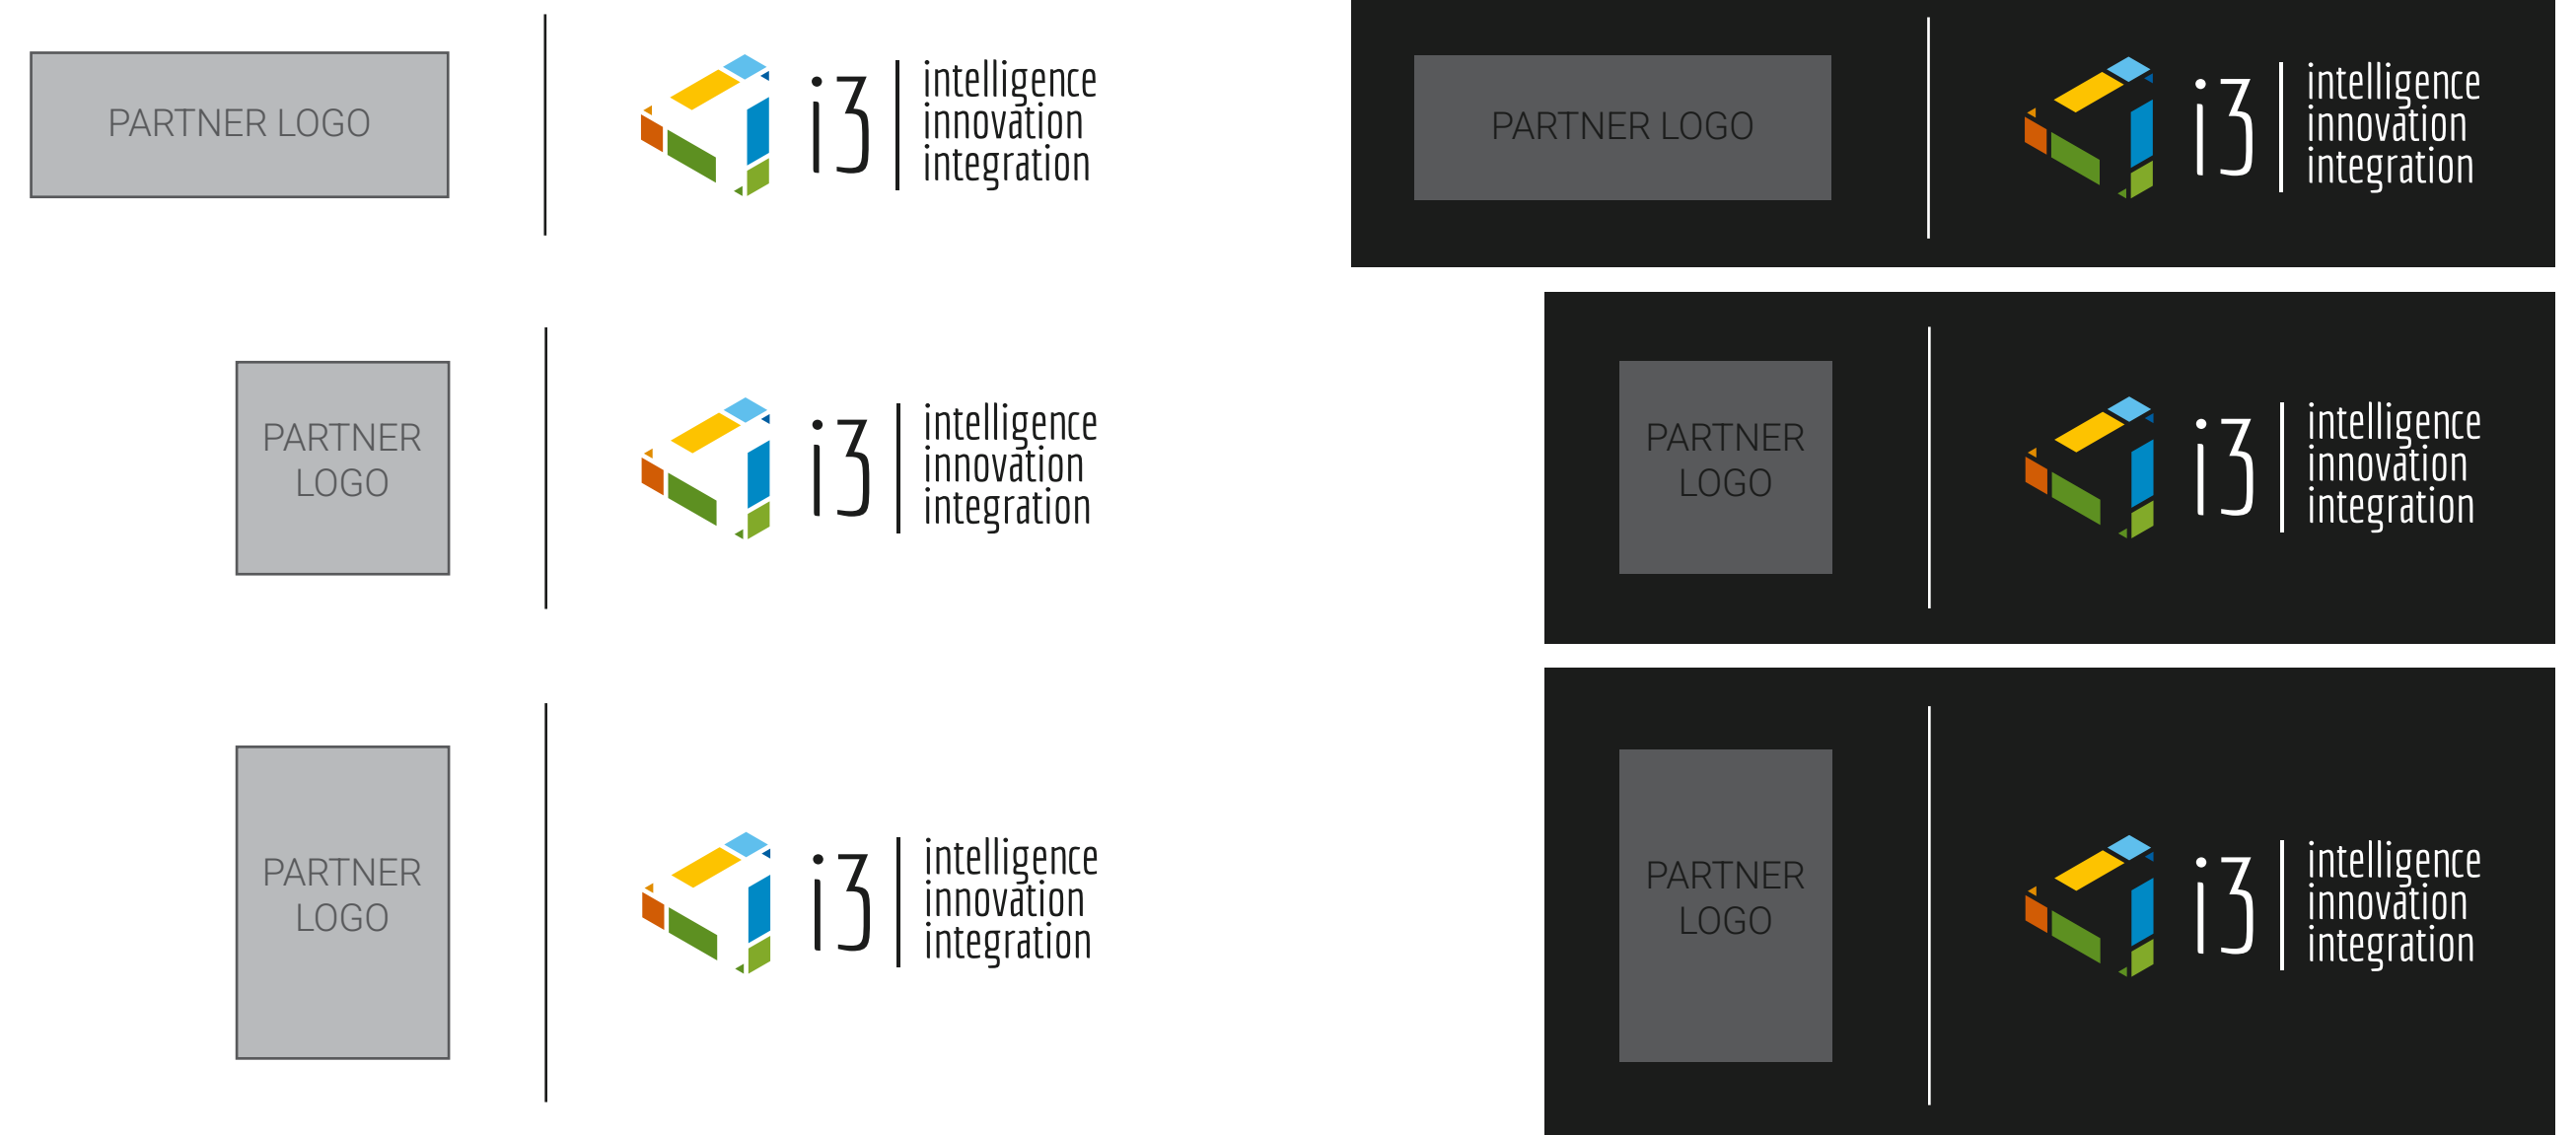 PARTNER LOGO
i3
intelligence
innovation
integration
PARTNER LOGO
i3
intelligence
innovation
integration
PARTNER
LOGO
i3
intelligence
innovation
integration
PARTNER
LOGO
i3
intelligence
innovation
integration
PARTNER
LOGO
i3
intelligence
innovation
integration
PARTNER
LOGO
i3
intelligence
innovation
integration